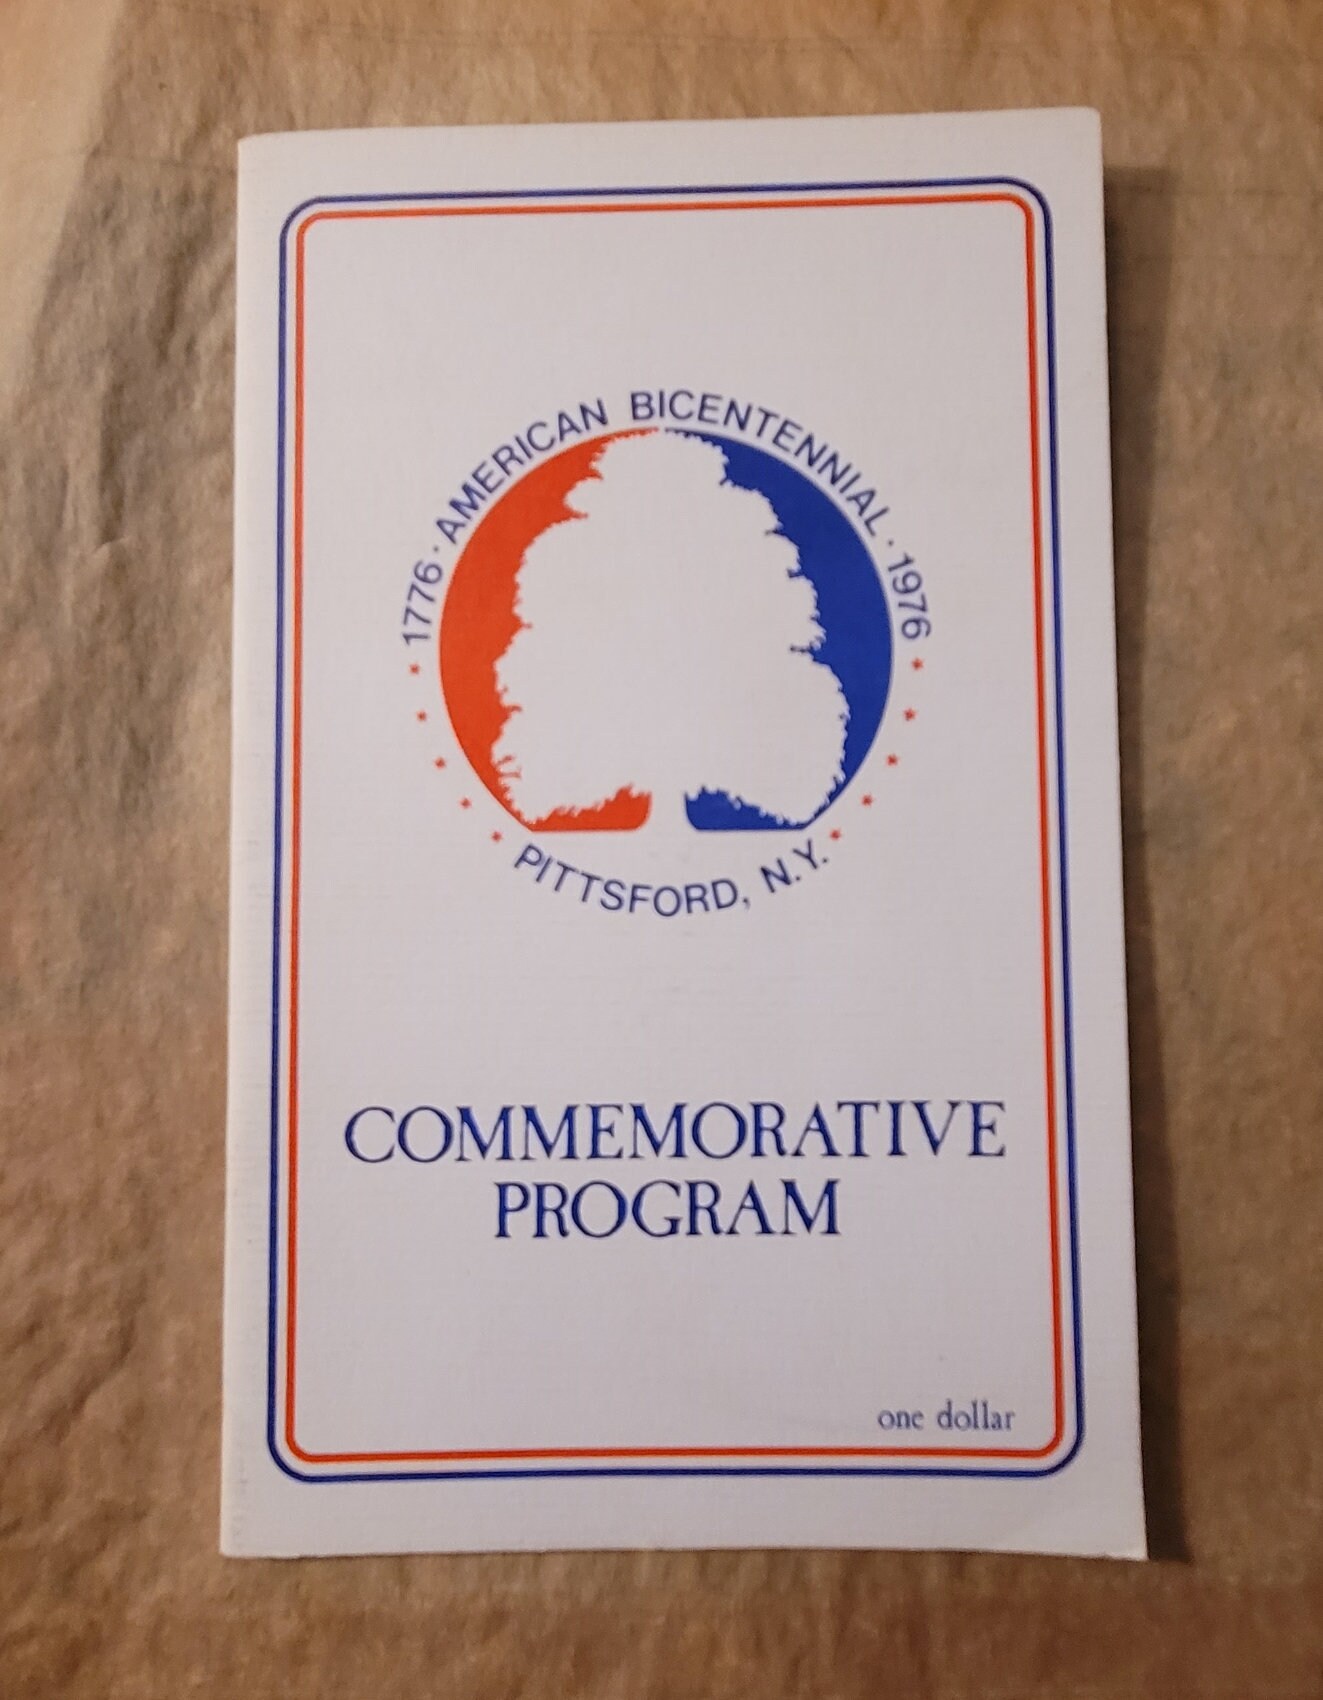 1776 · AMERICAN BICENTENNIAL · 1976
PITTSFORD, N.Y.
COMMEMORATIVE
PROGRAM
one dollar